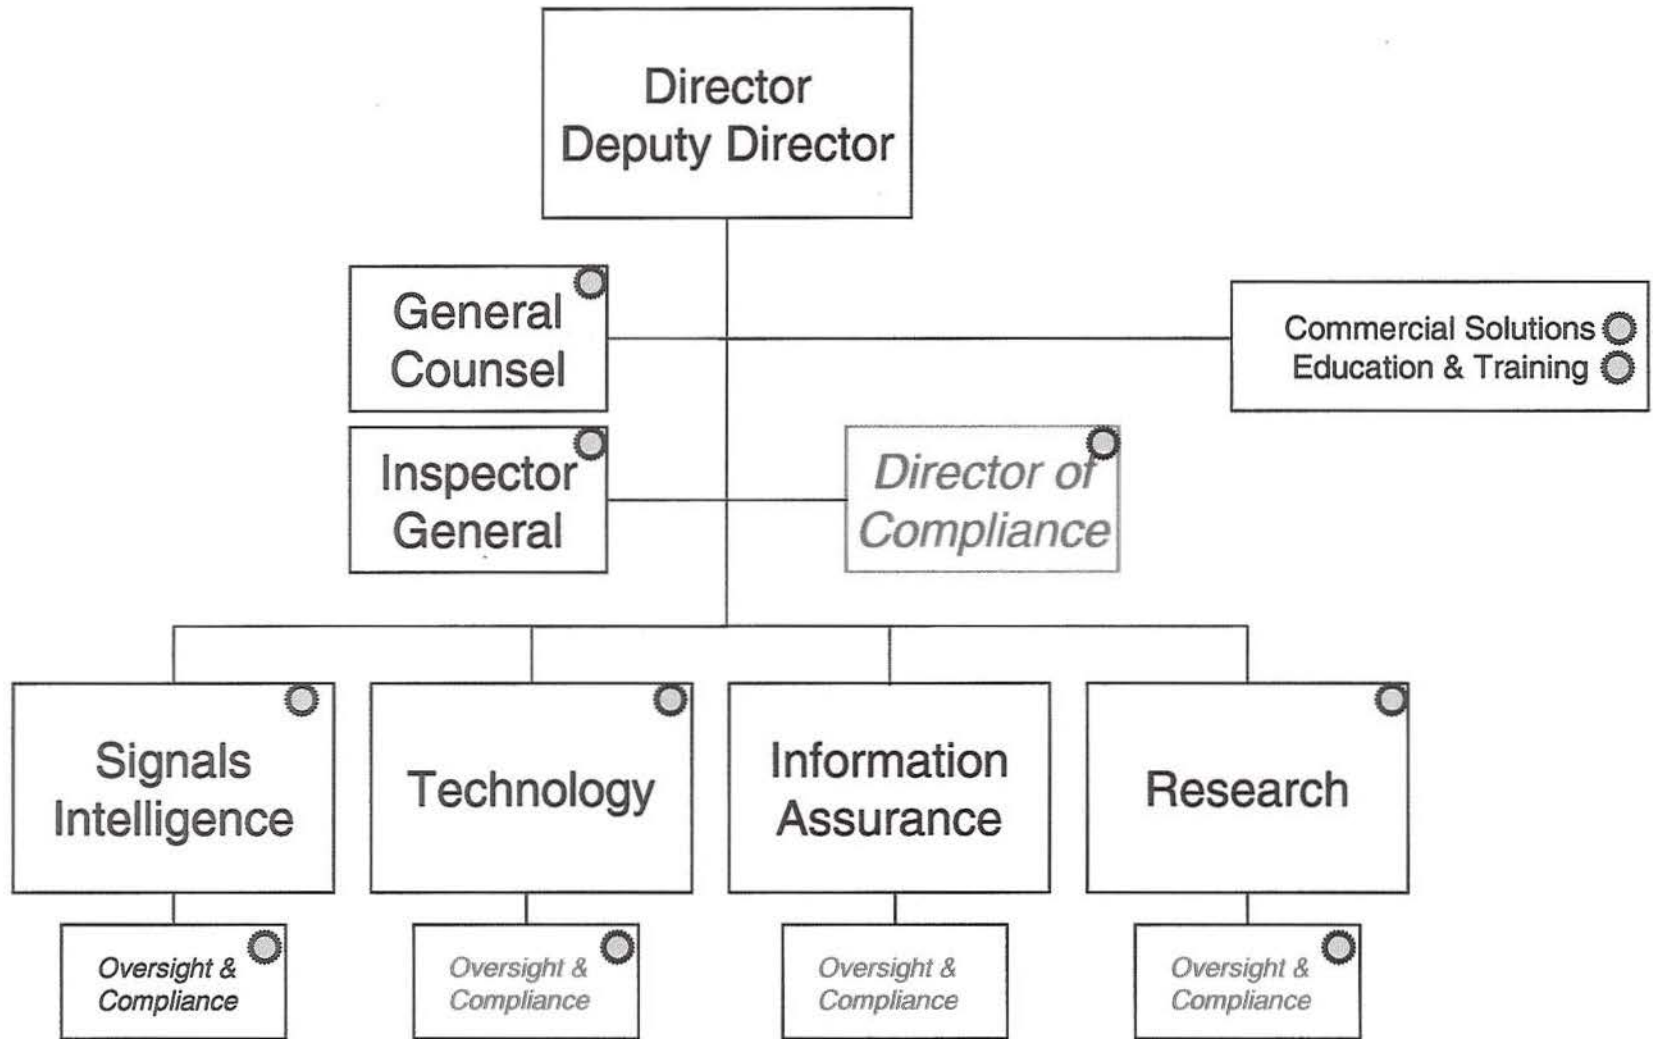 Director
Deputy Director
General
Counsel
Commercial Solutions
Education & Training
Inspector
General
Director of
Compliance
Signals
Intelligence
Technology
Information
Assurance
Research
Oversight &
Compliance
Oversight &
Compliance
Oversight &
Compliance
Oversight &
Compliance